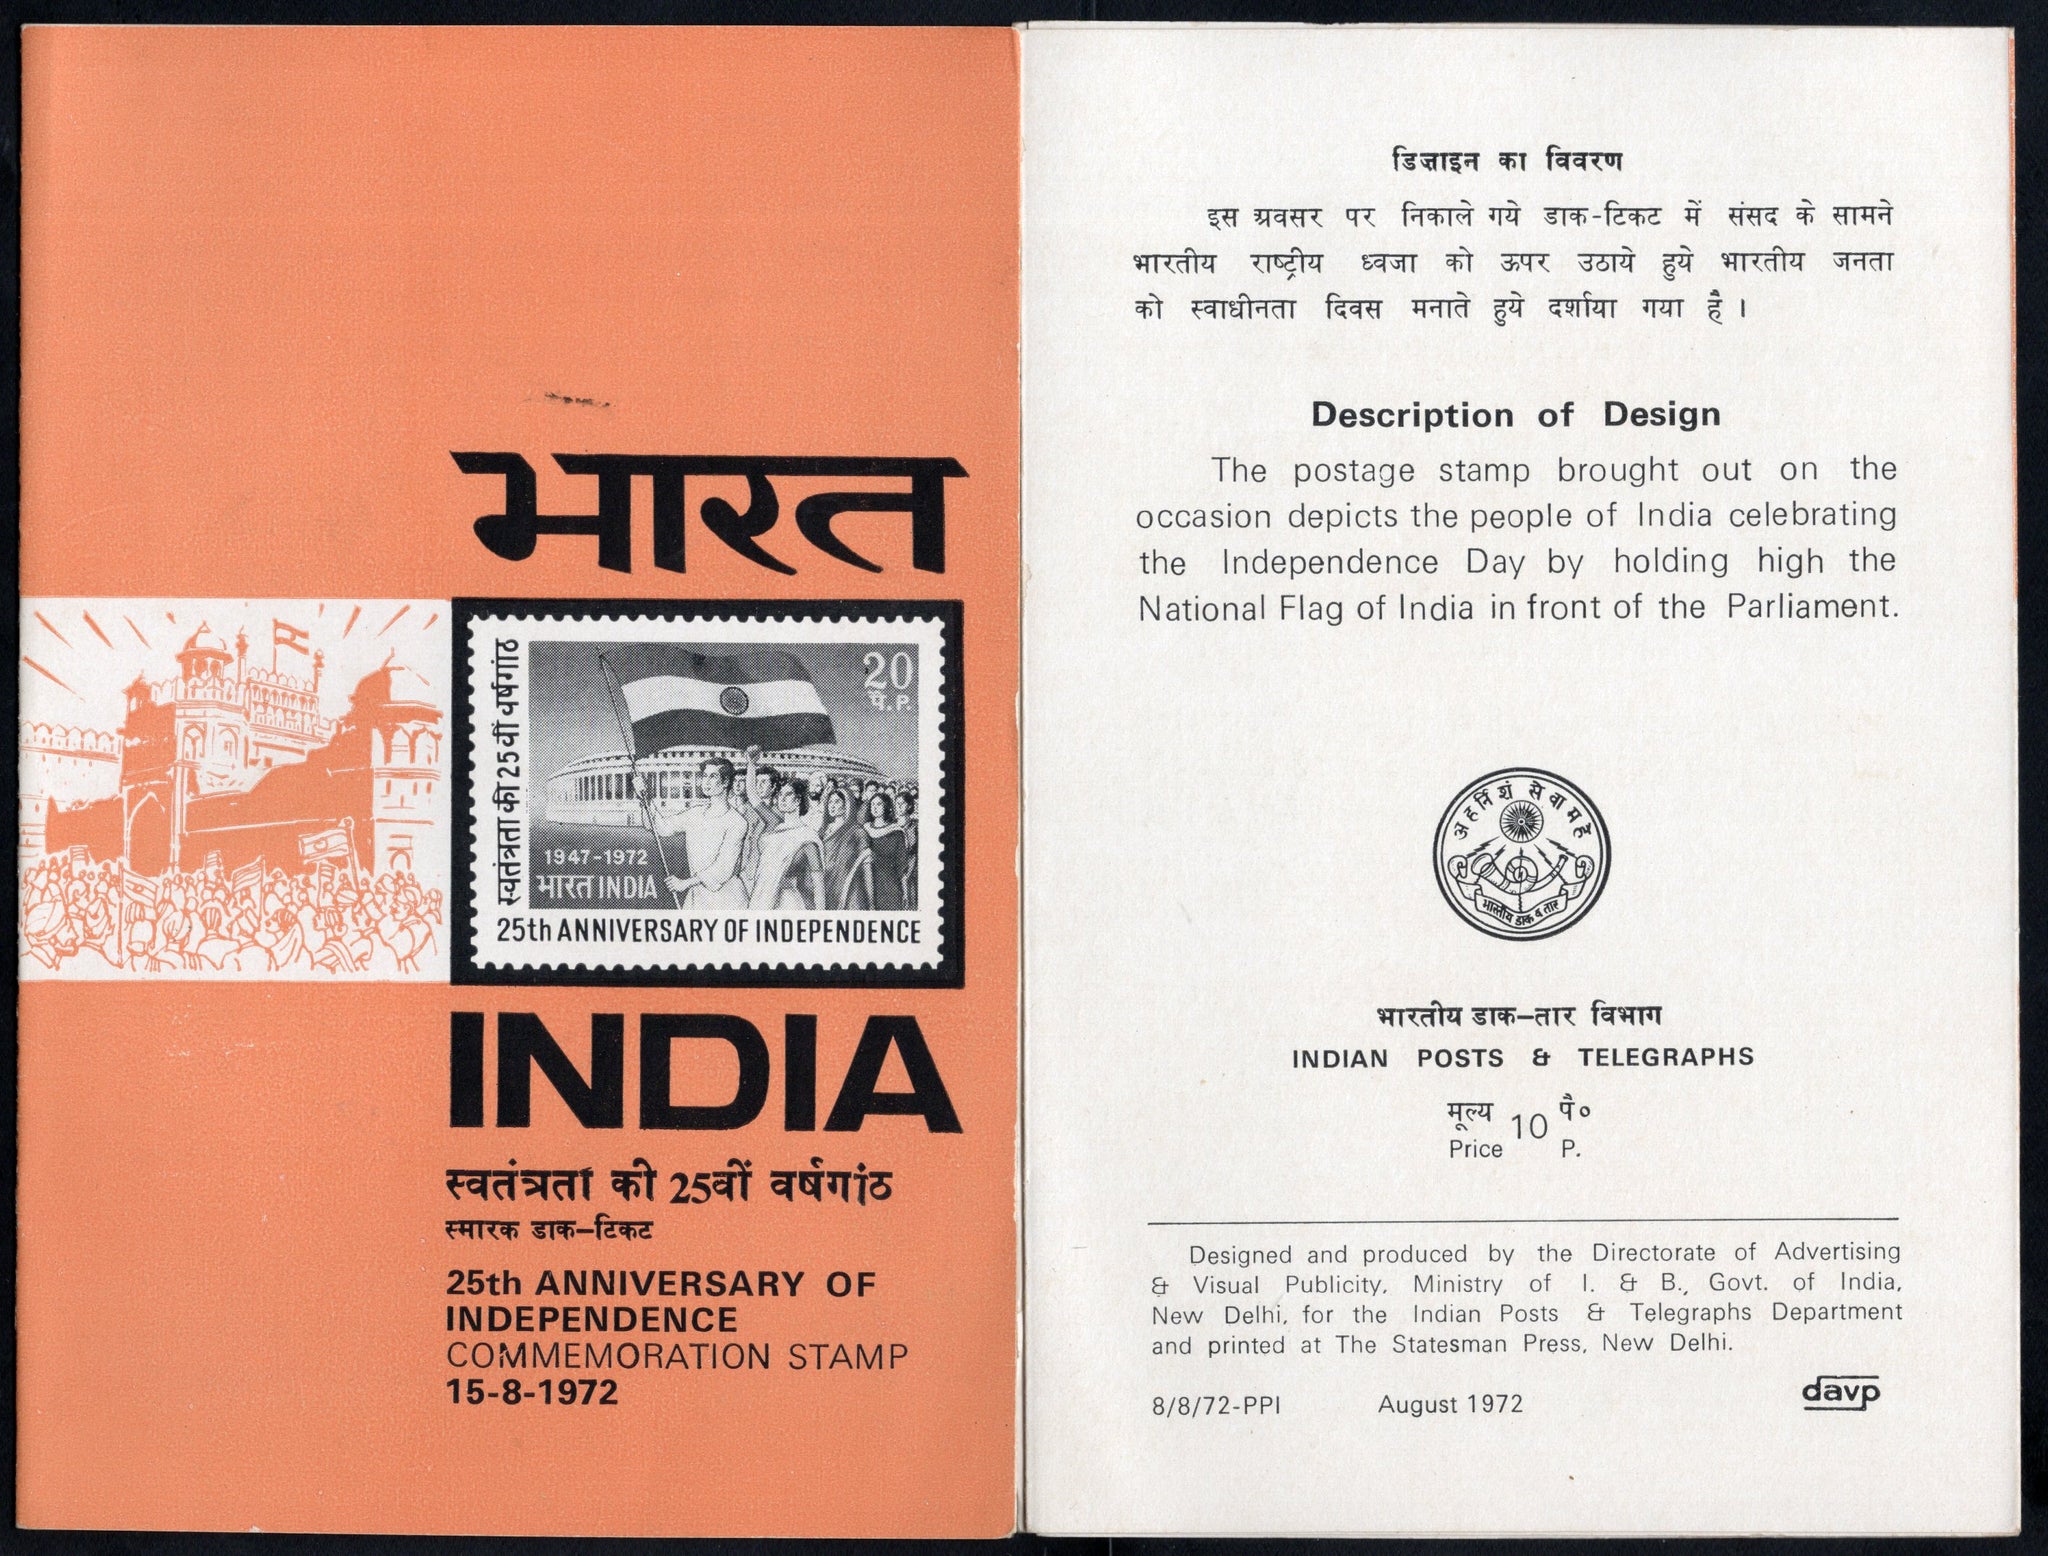 भारत
स्वतंत्रता की 25वीं वर्षगांठ
20
पै. P.
1947-1972
भारत INDIA
25th ANNIVERSARY OF INDEPENDENCE
INDIA
स्वतंत्रता की 25वीं वर्षगांठ
स्मारक डाक-टिकट
25th ANNIVERSARY OF
INDEPENDENCE
COMMEMORATION STAMP
15-8-1972
डिज़ाइन का विवरण
इस अवसर पर निकाले गये डाक-टिकट में संसद के सामने
भारतीय राष्ट्रीय ध्वजा को ऊपर उठाये हुये भारतीय जनता
को स्वाधीनता दिवस मनाते हुये दर्शाया गया है ।
Description of Design
The postage stamp brought out on the
occasion depicts the people of India celebrating
the Independence Day by holding high the
National Flag of India in front of the Parliament.
अहर्निशं सेवामहे
भारतीय डाक व तार
भारतीय डाक-तार विभाग
INDIAN POSTS & TELEGRAPHS
मूल्य 10 पै०
Price P.
Designed and produced by the Directorate of Advertising
& Visual Publicity, Ministry of I. & B., Govt. of India,
New Delhi, for the Indian Posts & Telegraphs Department
and printed at The Statesman Press, New Delhi.
8/8/72-PPI August 1972
davp